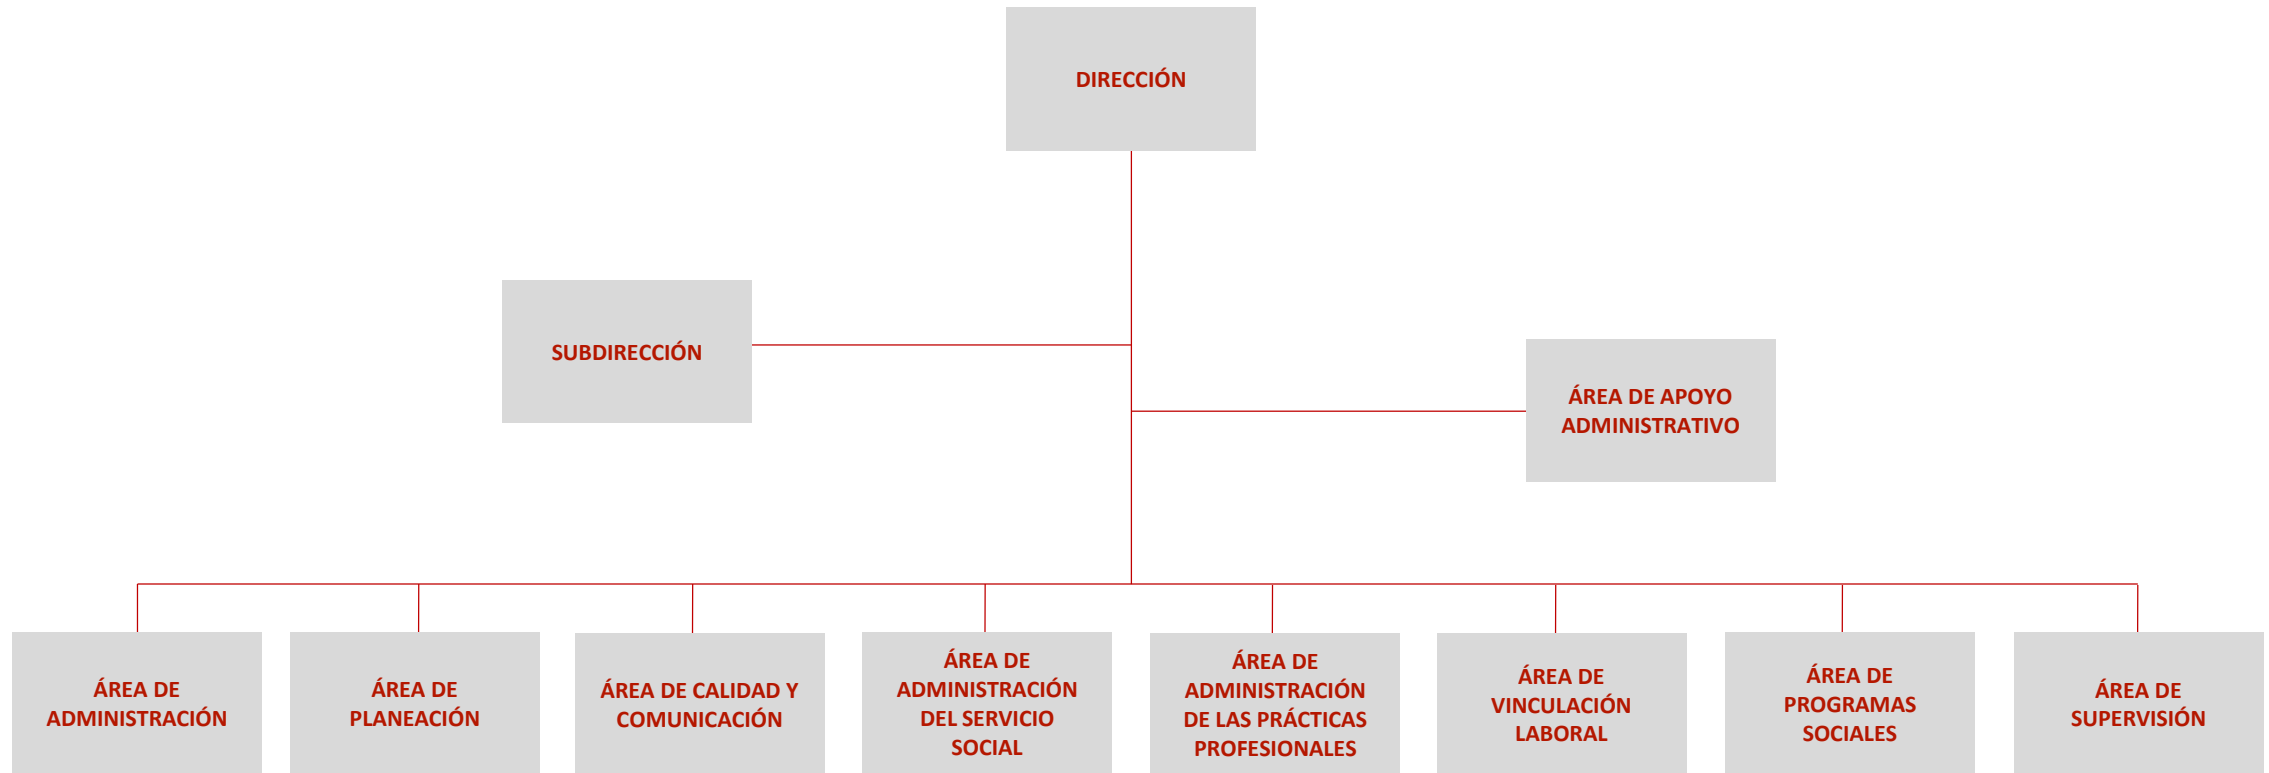 DIRECCIÓN
SUBDIRECCIÓN
ÁREA DE APOYO
ADMINISTRATIVO
ÁREA DE
ADMINISTRACIÓN
ÁREA DE
PLANEACIÓN
ÁREA DE CALIDAD Y
COMUNICACIÓN
ÁREA DE
ADMINISTRACIÓN
DEL SERVICIO
SOCIAL
ÁREA DE
ADMINISTRACIÓN
DE LAS PRÁCTICAS
PROFESIONALES
ÁREA DE
VINCULACIÓN
LABORAL
ÁREA DE
PROGRAMAS
SOCIALES
ÁREA DE
SUPERVISIÓN